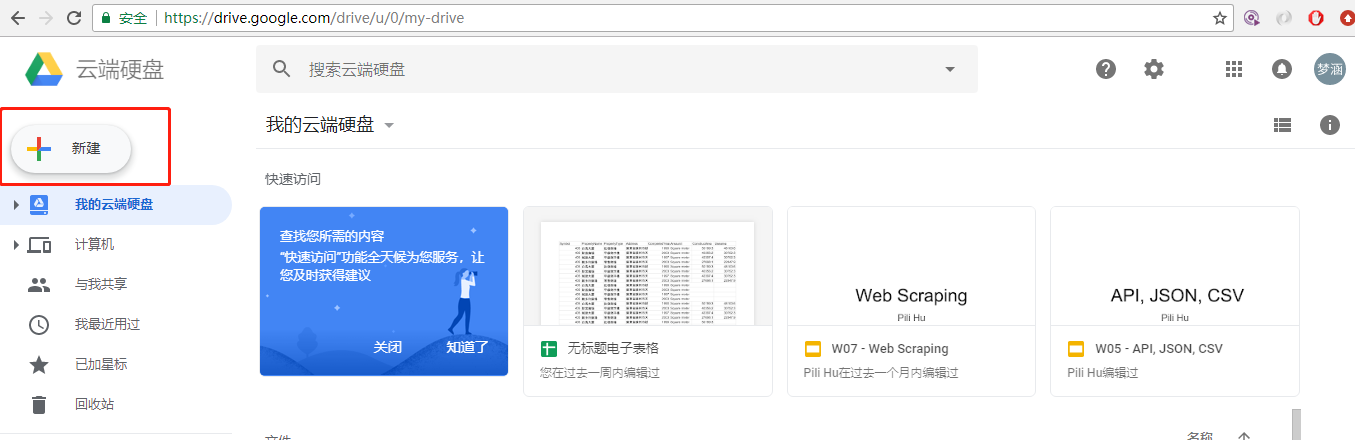 安全 https://drive.google.com/drive/u/0/my-drive
云端硬盘
搜索云端硬盘
梦涵
新建
我的云端硬盘
我的云端硬盘
计算机
与我共享
我最近用过
已加星标
回收站
快速访问
查找您所需的内容
“快速访问”功能全天候为您服务，让
您及时获得建议
关闭 知道了
无标题电子表格
您在过去一周内编辑过
Web Scraping
Pili Hu
W07 - Web Scraping
Pili Hu在过去一个月内编辑过
API, JSON, CSV
Pili Hu
W05 - API, JSON, CSV
Pili Hu编辑过
文件 名称